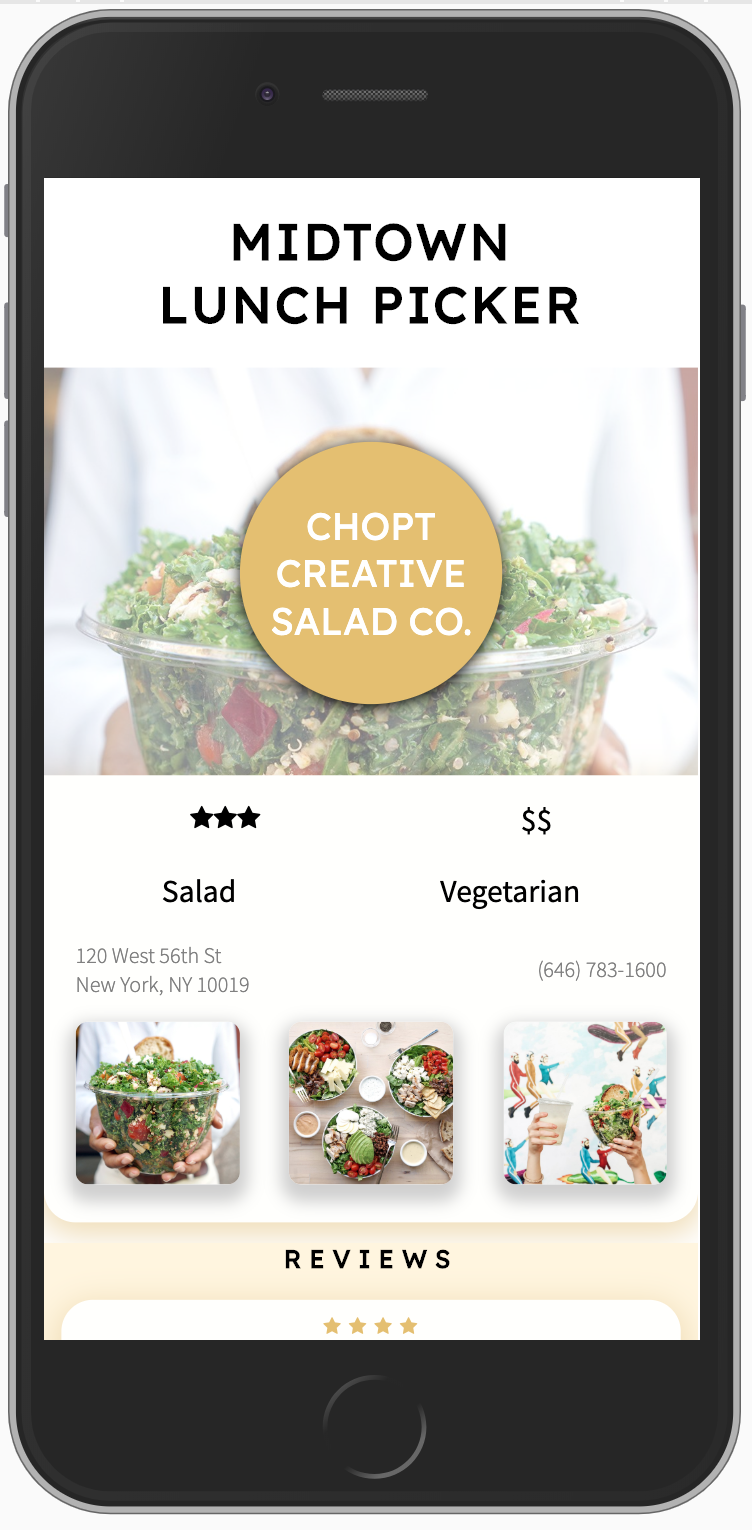 MIDTOWN
LUNCH PICKER
CHOPT
CREATIVE
SALAD CO.
★★★ $$
Salad Vegetarian
120 West 56th St
New York, NY 10019
(646) 783-1600
REVIEWS
★ ★ ★ ★